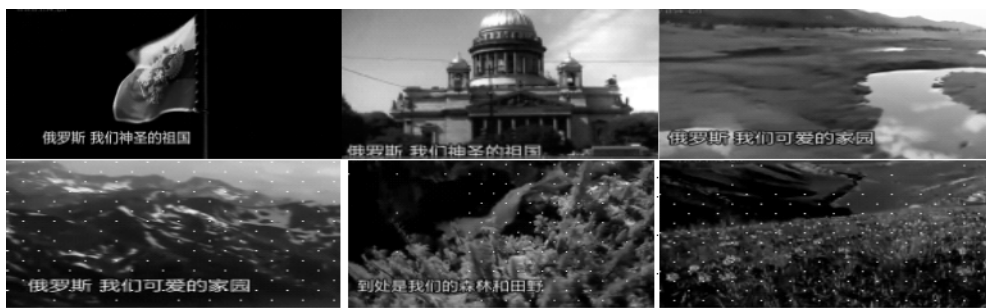 俄罗斯 我们神圣的祖国
俄罗斯 我们神圣的祖国
俄罗斯 我们可爱的家园
俄罗斯 我们可爱的家园
到处是我们的森林和田野